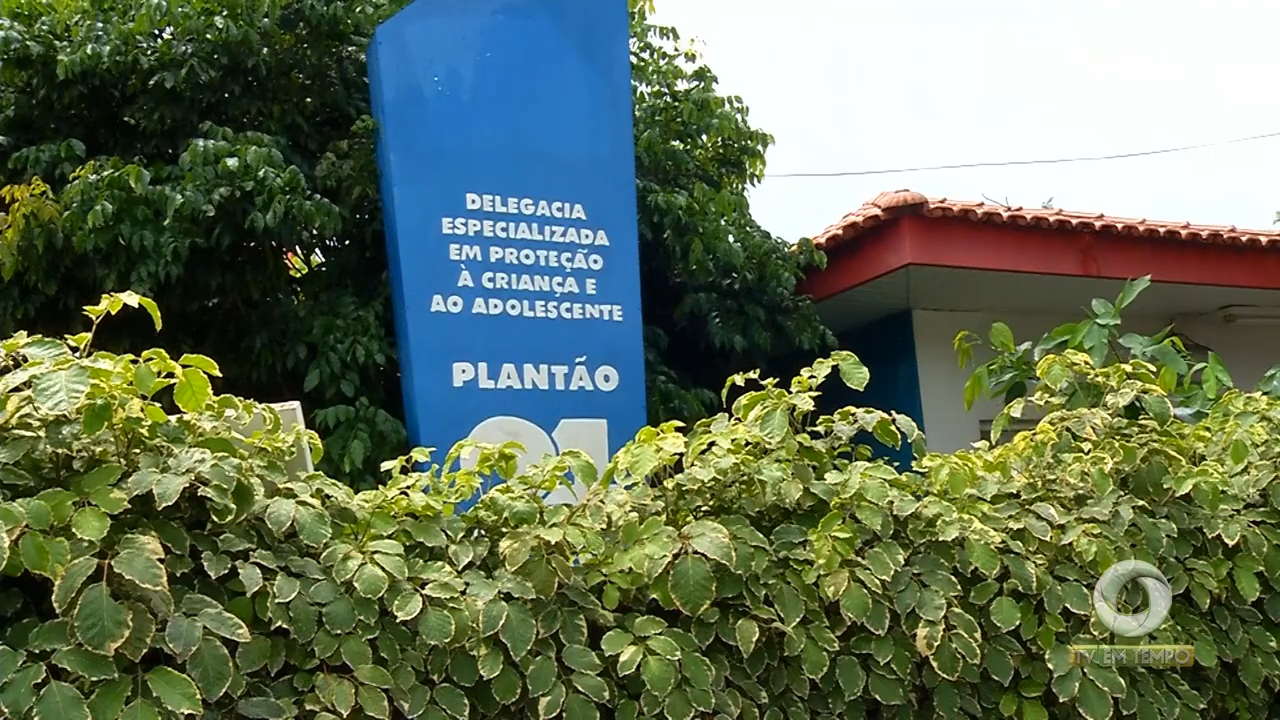 DELEGACIA
ESPECIALIZADA
EM PROTEÇÃO
À CRIANÇA E
AO ADOLESCENTE
PLANTÃO
TV EM TEMPO